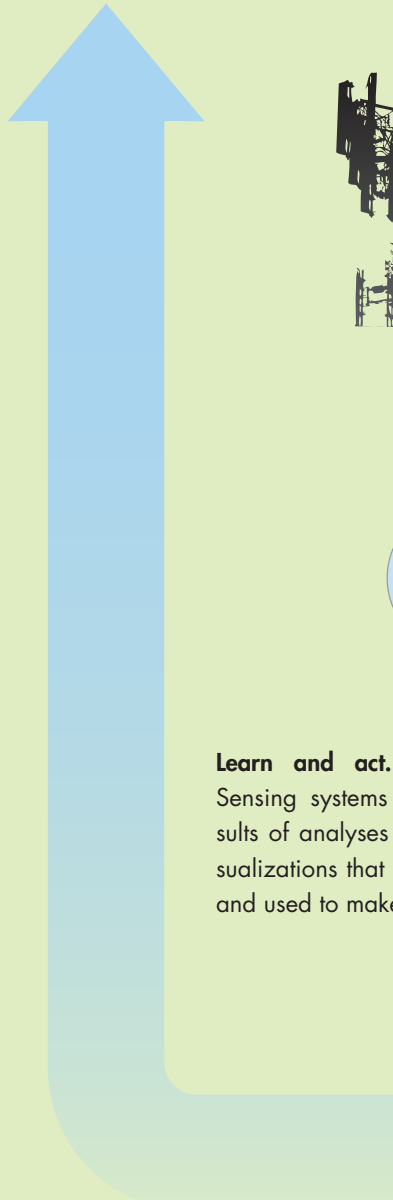 Learn and act.
Sensing systems
sults of analyses
sualizations that
and used to make